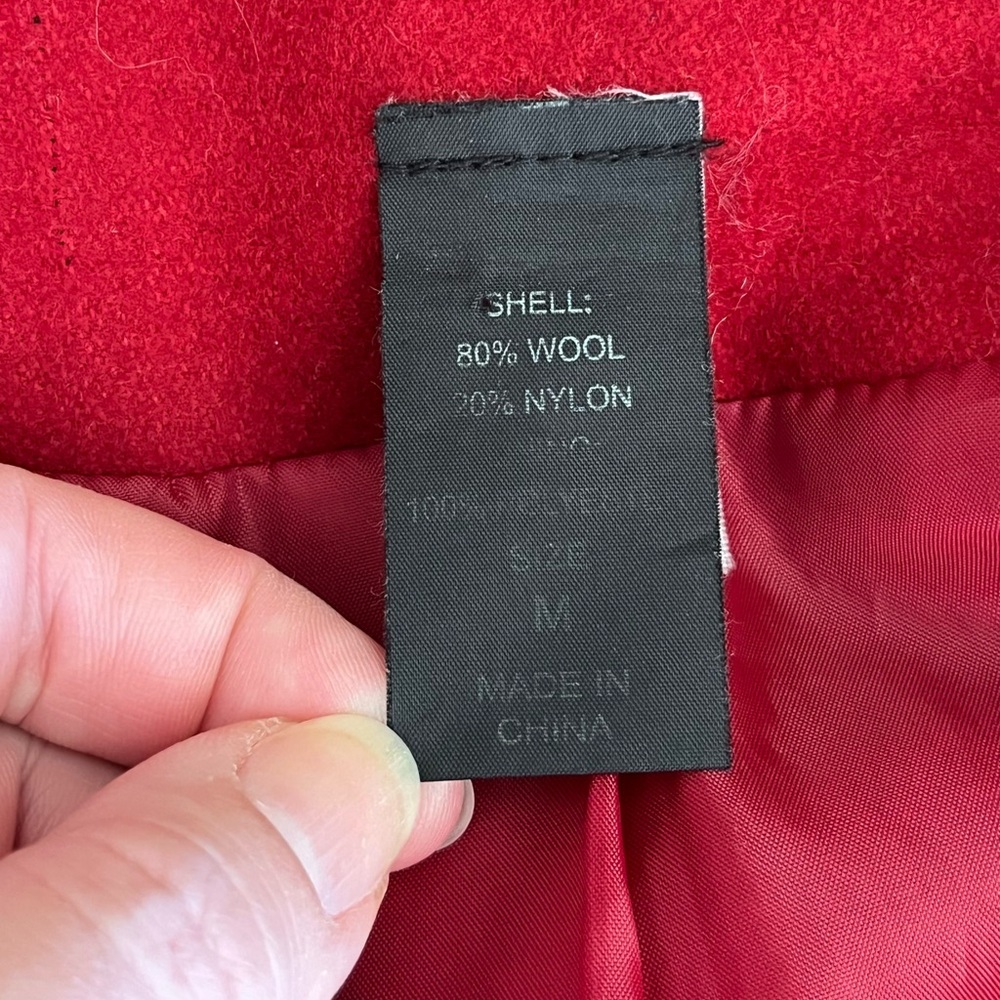 SHELL:
80% WOOL
20% NYLON
100%
SIZE
M
MADE IN
CHINA